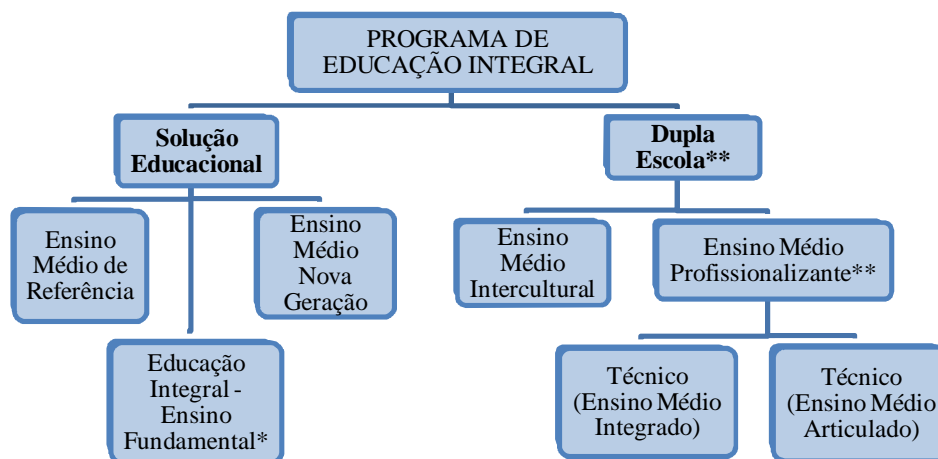 PROGRAMA DE
EDUCAÇÃO INTEGRAL
Solução
Educacional
Dupla
Escola**
Ensino
Médio de
Referência
Ensino
Médio
Nova
Geração
Ensino
Médio
Intercultural
Ensino Médio
Profissionalizante**
Educação
Integral -
Ensino
Fundamental*
Técnico
(Ensino Médio
Integrado)
Técnico
(Ensino Médio
Articulado)